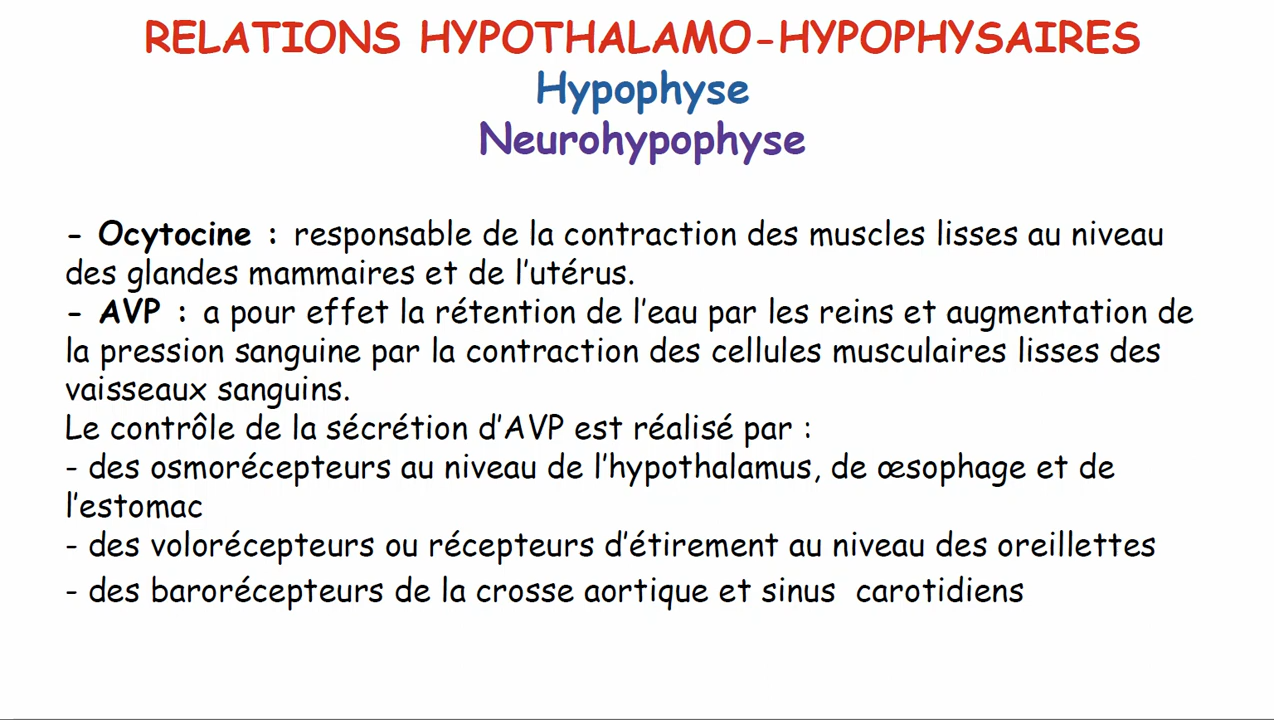 RELATIONS HYPOTHALAMO-HYPOPHYSAIRES
Hypophyse
Neurohypophyse
- Ocytocine : responsable de la contraction des muscles lisses au niveau
des glandes mammaires et de l'utérus.
- AVP : a pour effet la rétention de l'eau par les reins et augmentation de
la pression sanguine par la contraction des cellules musculaires lisses des
vaisseaux sanguins.
Le contrôle de la sécrétion d'AVP est réalisé par :
- des osmorécepteurs au niveau de l'hypothalamus, de œsophage et de
l'estomac
- des volorécepteurs ou récepteurs d'étirement au niveau des oreillettes
- des barorécepteurs de la crosse aortique et sinus  carotidiens